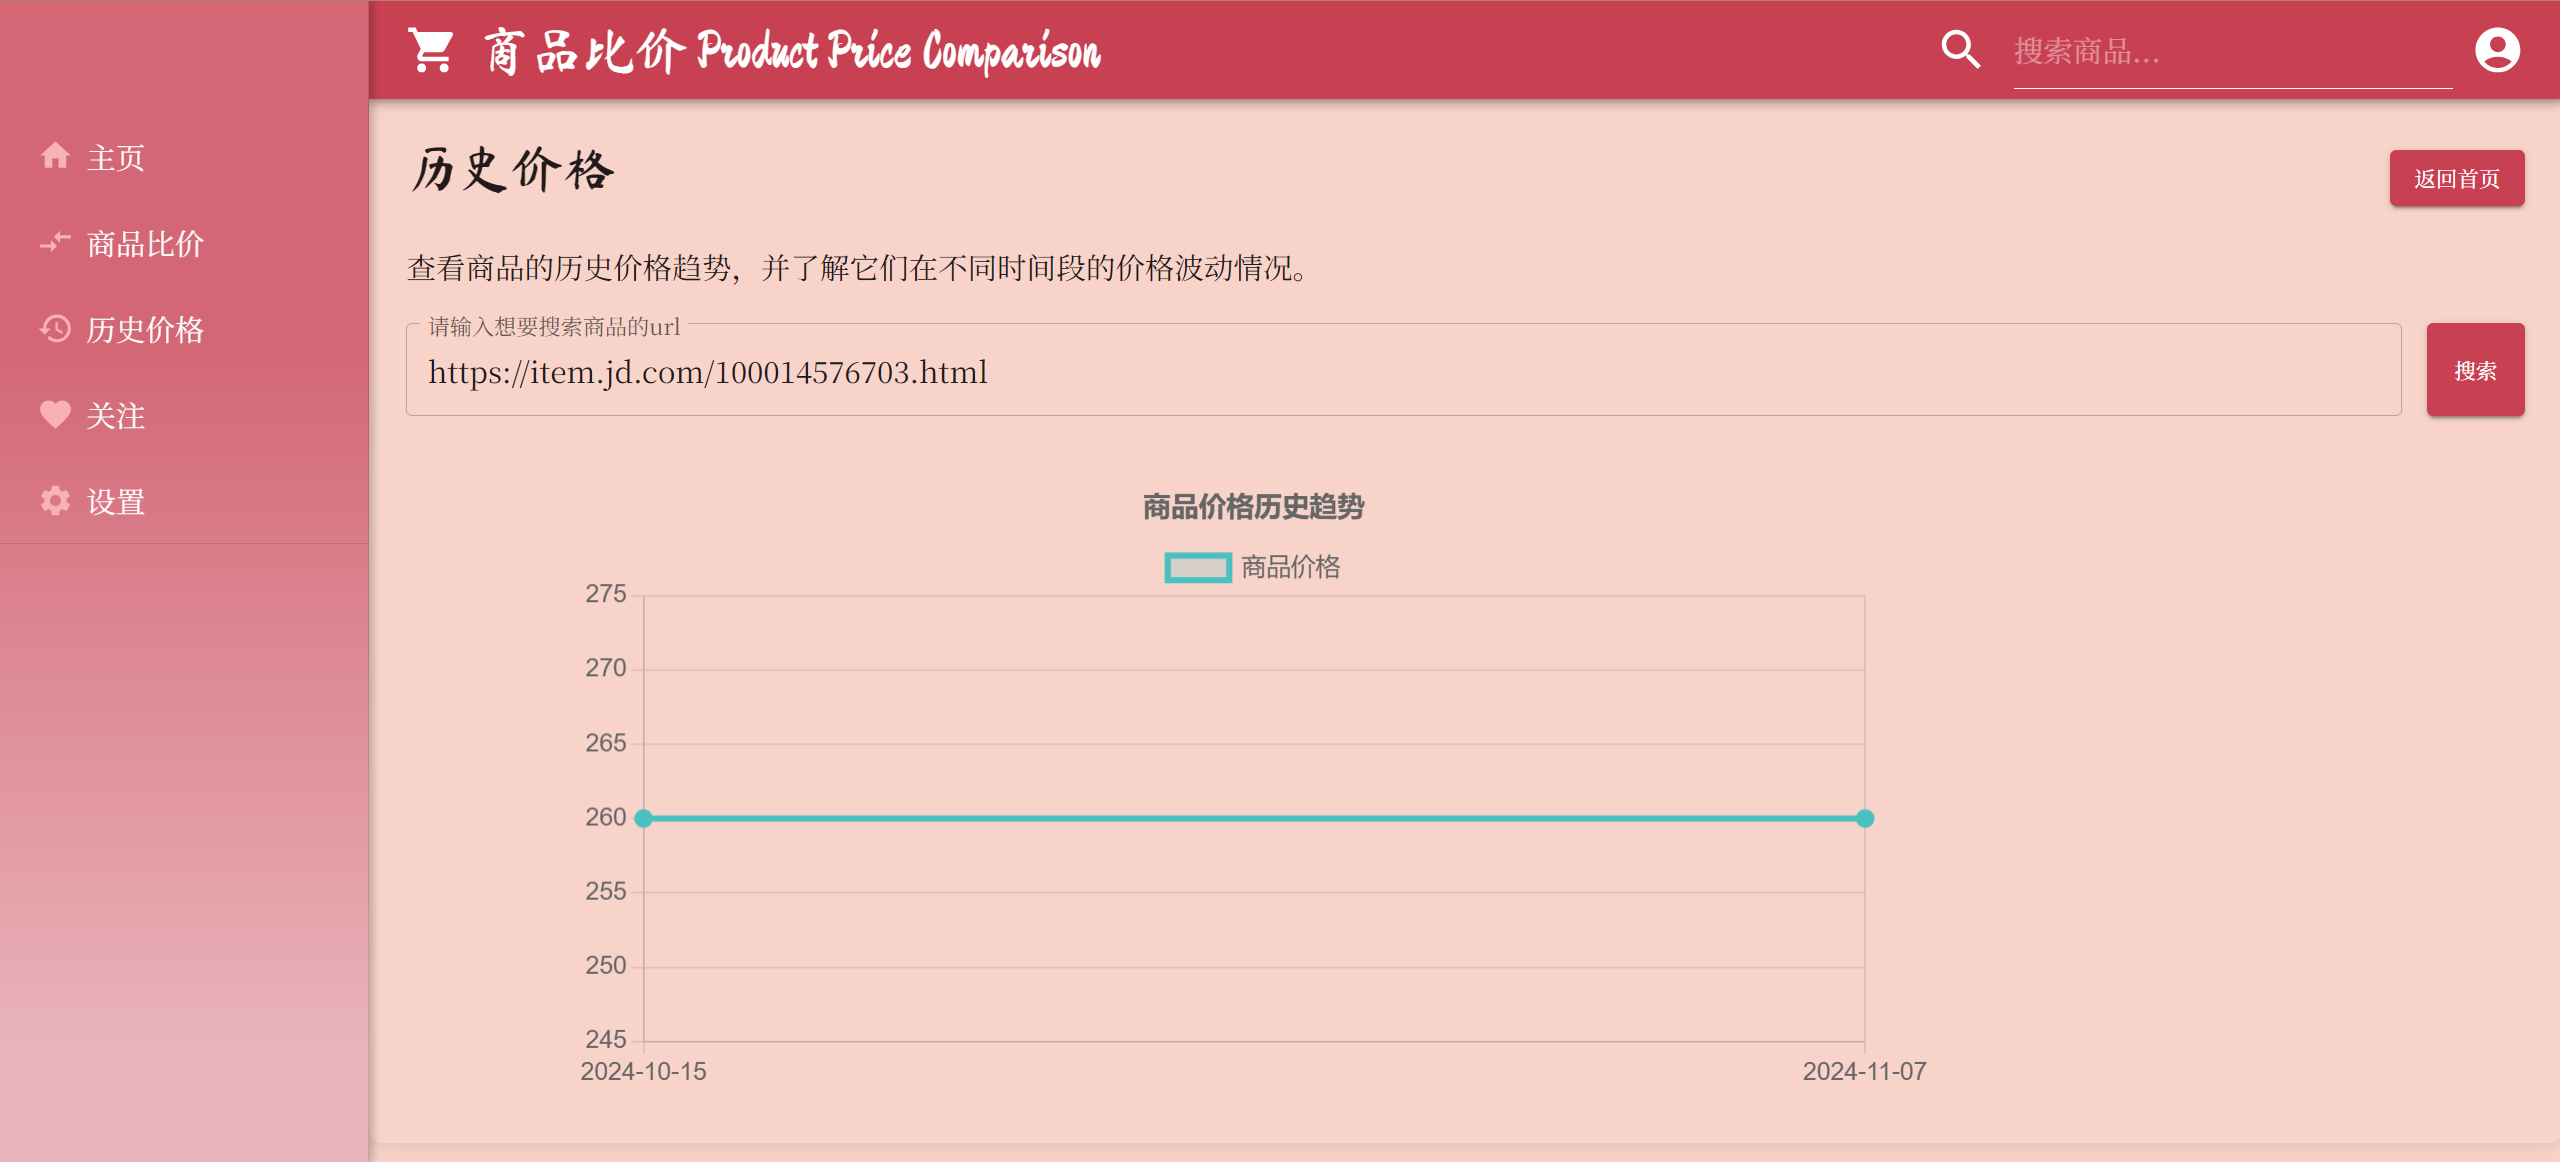 商品比价 Product Price Comparison
搜索商品...
主页
商品比价
历史价格
关注
设置
历史价格
返回首页
查看商品的历史价格趋势，并了解它们在不同时间段的价格波动情况。
请输入想要搜索商品的url
https://item.jd.com/100014576703.html
搜索
商品价格历史趋势
商品价格
275
270
265
260
255
250
245
2024-10-15
2024-11-07